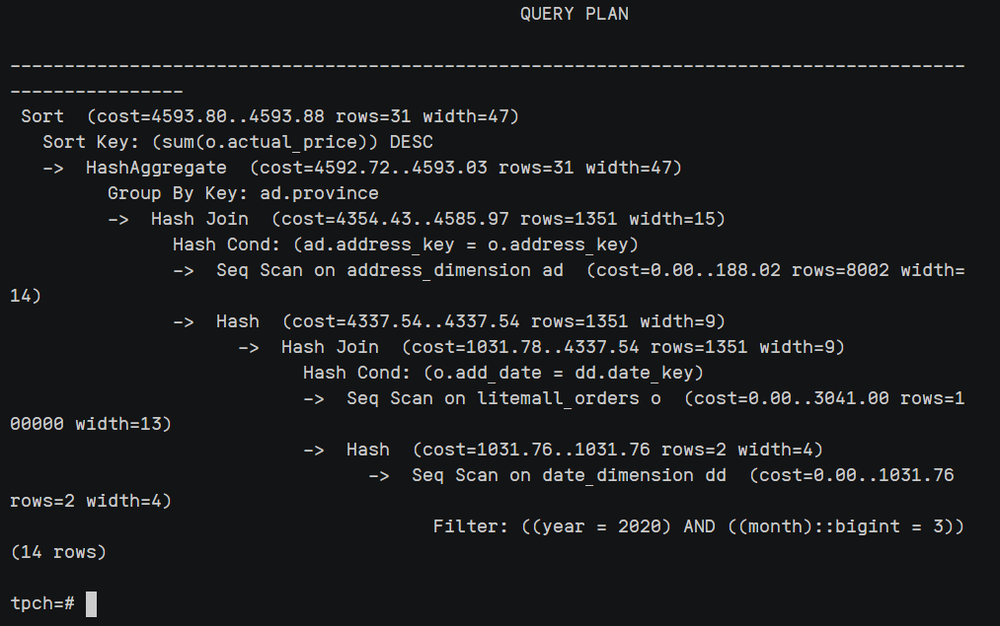 QUERY PLAN
----------------------------------------------------------------------------------------
----------------
Sort  (cost=4593.80..4593.88 rows=31 width=47)
Sort Key: (sum(o.actual_price)) DESC
->  HashAggregate  (cost=4592.72..4593.03 rows=31 width=47)
Group By Key: ad.province
->  Hash Join  (cost=4354.43..4585.97 rows=1351 width=15)
Hash Cond: (ad.address_key = o.address_key)
->  Seq Scan on address_dimension ad  (cost=0.00..188.02 rows=8002 width=
14)
->  Hash  (cost=4337.54..4337.54 rows=1351 width=9)
->  Hash Join  (cost=1031.78..4337.54 rows=1351 width=9)
Hash Cond: (o.add_date = dd.date_key)
->  Seq Scan on litemall_orders o  (cost=0.00..3041.00 rows=1
00000 width=13)
->  Hash  (cost=1031.76..1031.76 rows=2 width=4)
->  Seq Scan on date_dimension dd  (cost=0.00..1031.76
rows=2 width=4)
Filter: ((year = 2020) AND ((month)::bigint = 3))
(14 rows)
tpch=#